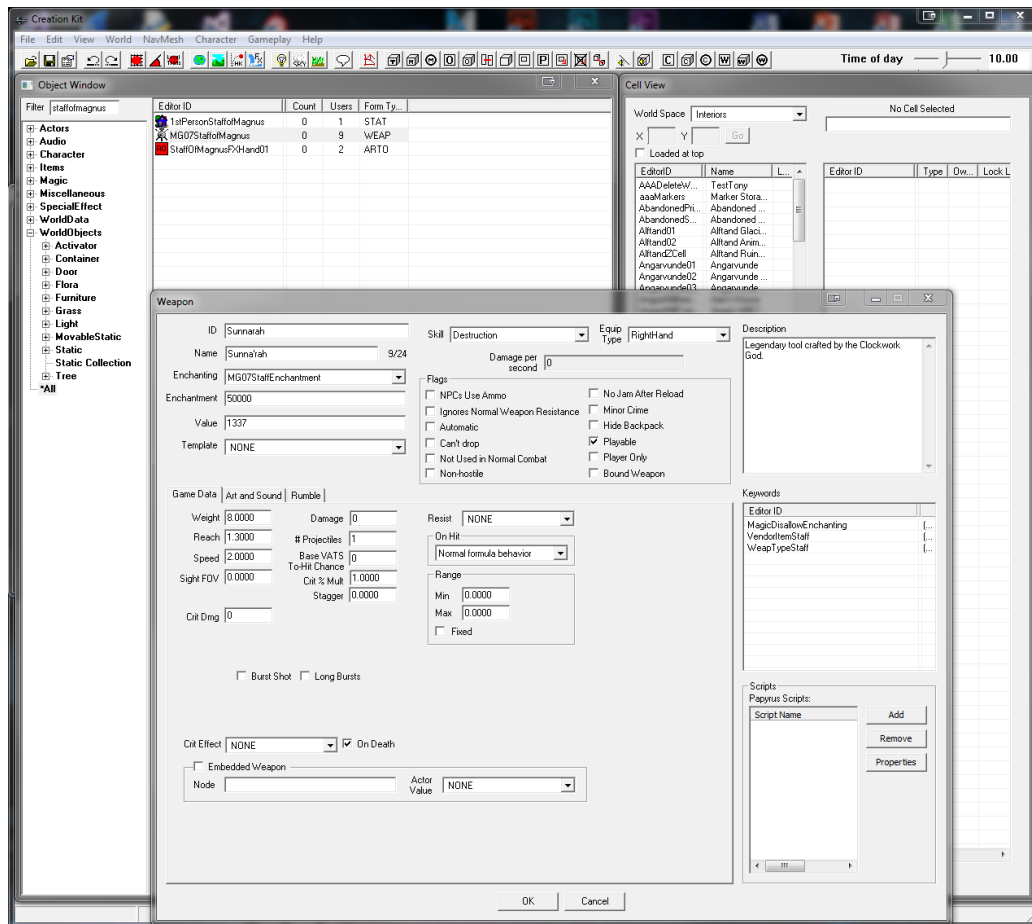 Creation Kit
File Edit View World NavMesh Character Gameplay Help
Time of day 10.00
Object Window
Filter staffofmagnus
Actors
Audio
Character
Items
Magic
Miscellaneous
SpecialEffect
WorldData
WorldObjects
Activator
Container
Door
Flora
Furniture
Grass
Light
MovableStatic
Static
Static Collection
Tree
*All
Editor ID Count Users Form Ty...
1stPersonStaffofMagnus 0 1 STAT
MG07StaffofMagnus 0 9 WEAP
StaffOfMagnusFXHand01 0 2 ARTO
Cell View
World Space Interiors
No Cell Selected
X Y Go
Loaded at top
EditorID Name L...
AAADeleteW... TestTony
aaaMarkers Marker Stora...
AbandonedPri... Abandoned ...
AbandonedS... Abandoned ...
Alftand01 Alftand Glaci...
Alftand02 Alftand Anim...
AlftandZCell Alftand Ruin...
Angarvunde01 Angarvunde
Angarvunde02 Angarvunde ...
Angarvunde03 Angarvunde ...
Editor ID Type Ow... Lock L
Weapon
ID Sunnarah
Name Sunna'rah 9/24
Enchanting MG07StaffEnchantment
Enchantment 50000
Value 1337
Template NONE
Skill Destruction
Equip Type RightHand
Damage per second 0
Flags
NPCs Use Ammo
Ignores Normal Weapon Resistance
Automatic
Can't drop
Not Used in Normal Combat
Non-hostile
No Jam After Reload
Minor Crime
Hide Backpack
Playable
Player Only
Bound Weapon
Description
Legendary tool crafted by the Clockwork
God.
Game Data Art and Sound Rumble
Weight 8.0000
Reach 1.3000
Speed 2.0000
Sight FOV 0.0000
Crit Dmg 0
Damage 0
# Projectiles 1
Base VATS To-Hit Chance 0
Crit % Mult 1.0000
Stagger 0.0000
Resist NONE
On Hit
Normal formula behavior
Range
Min 0.0000
Max 0.0000
Fixed
Burst Shot Long Bursts
Crit Effect NONE On Death
Embedded Weapon
Node Actor Value NONE
Keywords
Editor ID
MagicDisallowEnchanting (...
VendorItemStaff (...
WeapTypeStaff (...
Scripts
Papyrus Scripts:
Script Name
Add
Remove
Properties
OK Cancel